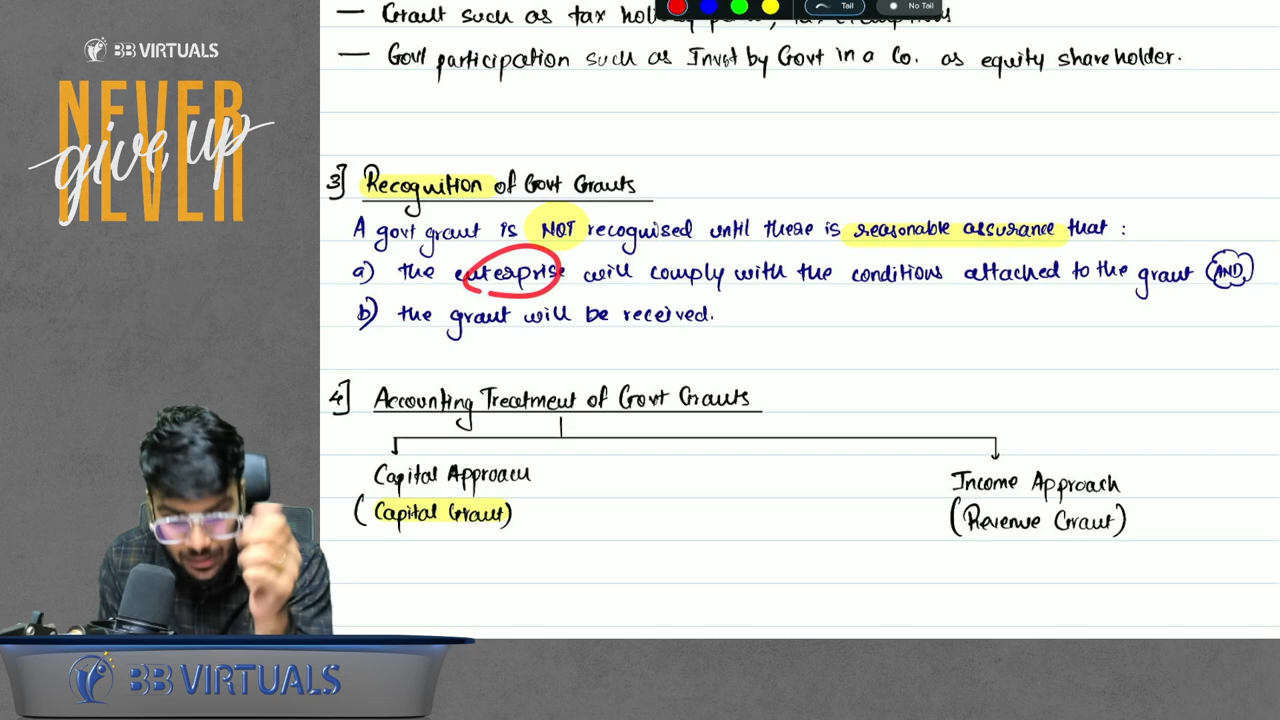 BB VIRTUALS
NEVER
give up
NEVER
Tail
No Tail
— Grant such as tax
— Govt participation such as Invst by Govt in a Co. as equity shareholder.
3] Recognition of Govt Grants
A govt grant is NOT recognised until there is reasonable assurance that :
a) the enterprise will comply with the conditions attached to the grant AND
b) the grant will be received.
4] Accounting Treatment of Govt Grants
Capital Approach
(Capital Grant)
Income Approach
(Revenue Grant)
BB VIRTUALS